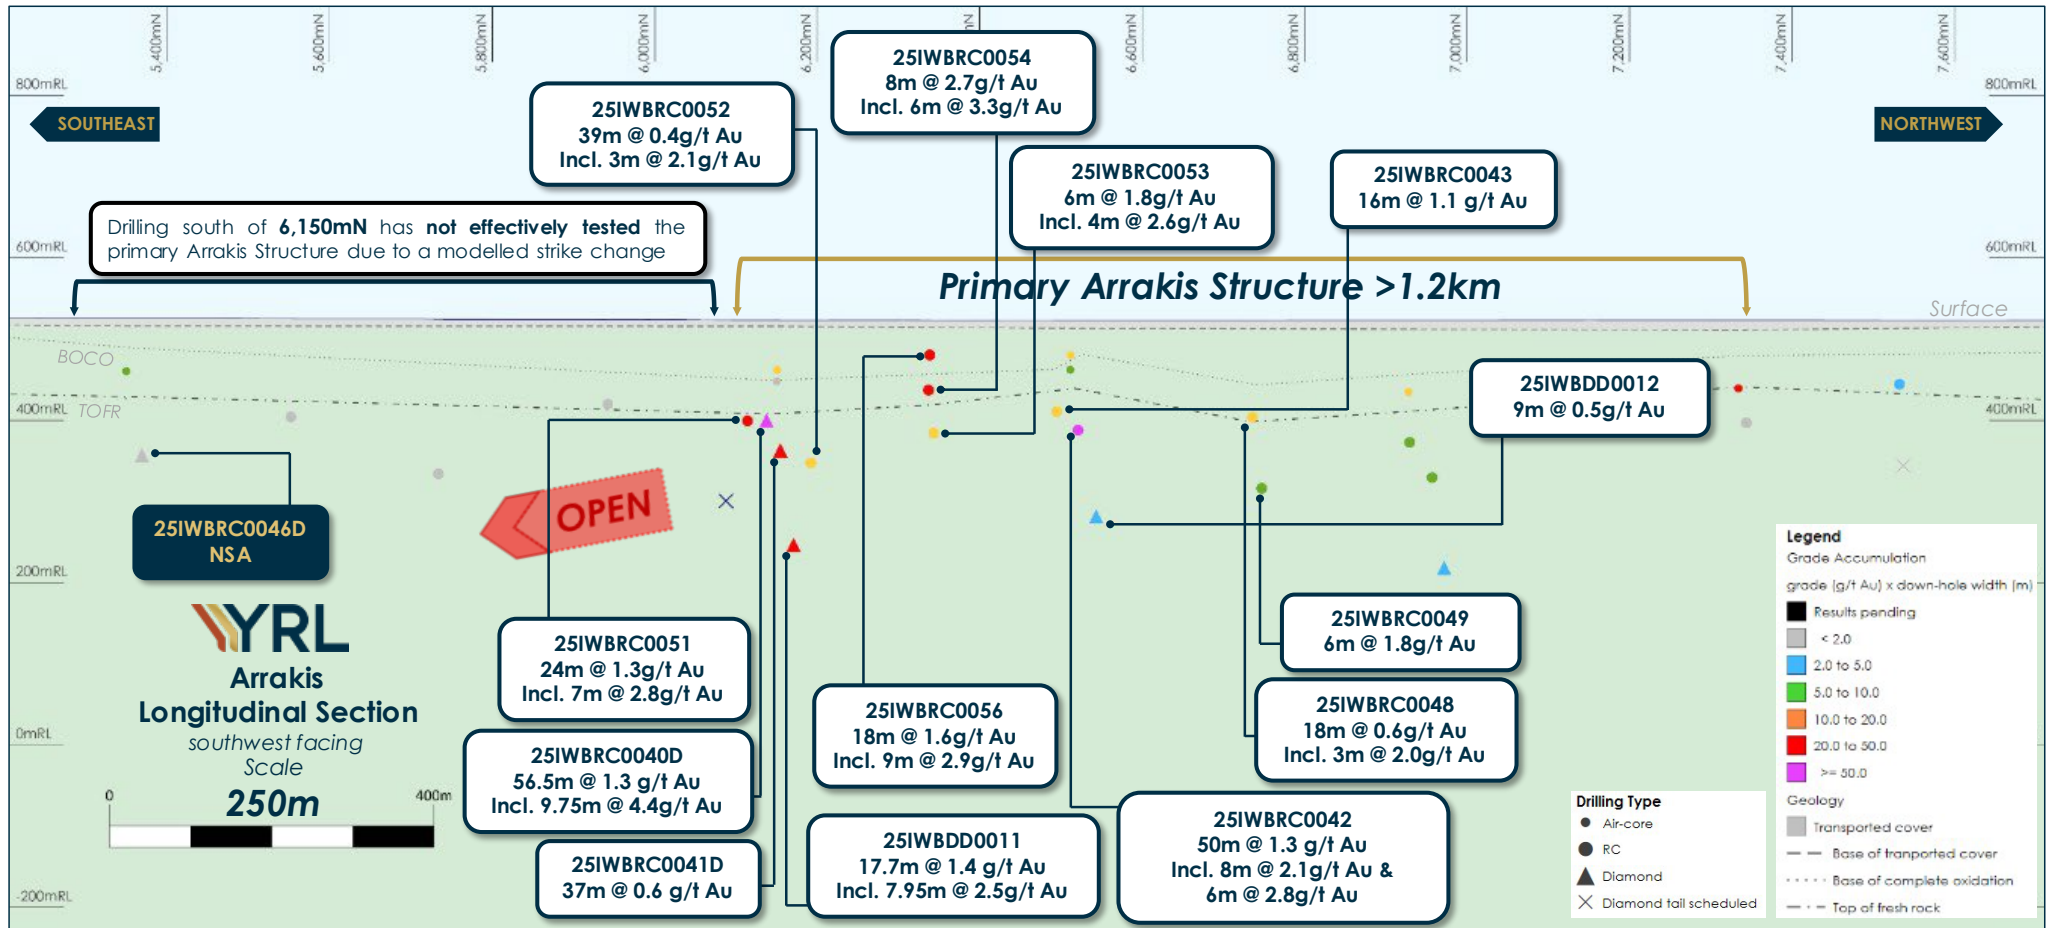 5,400mN
5,600mN
5,800mN
6,000mN
6,200mN
mN
6,600mN
6,800mN
7,000mN
7,200mN
7,400mN
7,600mN
800mRL
800mRL
SOUTHEAST
NORTHWEST
25IWBRC0054
8m @ 2.7g/t Au
Incl. 6m @ 3.3g/t Au
25IWBRC0052
39m @ 0.4g/t Au
Incl. 3m @ 2.1g/t Au
25IWBRC0053
6m @ 1.8g/t Au
Incl. 4m @ 2.6g/t Au
25IWBRC0043
16m @ 1.1 g/t Au
Drilling south of 6,150mN has not effectively tested the
primary Arrakis Structure due to a modelled strike change
600mRL
600mRL
Primary Arrakis Structure >1.2km
Surface
BOCO
TOFR
400mRL
400mRL
25IWBDD0012
9m @ 0.5g/t Au
OPEN
25IWBRC0046D
NSA
200mRL
YRL
Arrakis
Longitudinal Section
southwest facing
Scale
250m
0mRL
0
400m
-200mRL
25IWBRC0051
24m @ 1.3g/t Au
Incl. 7m @ 2.8g/t Au
25IWBRC0040D
56.5m @ 1.3 g/t Au
Incl. 9.75m @ 4.4g/t Au
25IWBRC0041D
37m @ 0.6 g/t Au
25IWBRC0056
18m @ 1.6g/t Au
Incl. 9m @ 2.9g/t Au
25IWBDD0011
17.7m @ 1.4 g/t Au
Incl. 7.95m @ 2.5g/t Au
25IWBRC0049
6m @ 1.8g/t Au
25IWBRC0048
18m @ 0.6g/t Au
Incl. 3m @ 2.0g/t Au
25IWBRC0042
50m @ 1.3 g/t Au
Incl. 8m @ 2.1g/t Au &
6m @ 2.8g/t Au
Drilling Type
Air-core
RC
Diamond
Diamond tail scheduled
Legend
Grade Accumulation
grade (g/t Au) x down-hole width (m)
Results pending
< 2.0
2.0 to 5.0
5.0 to 10.0
10.0 to 20.0
20.0 to 50.0
>= 50.0
Geology
Transported cover
Base of tranported cover
Base of complete oxidation
Top of fresh rock